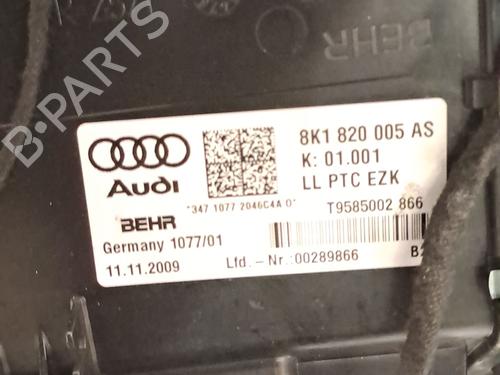 BEHR
B-PARTS
Audi
8K1 820 005 AS
K: 01.001
LL PTC EZK
*347 1077 2046C4A 0*
T9585002 866
BEHR
Germany 1077/01
11.11.2009
Lfd.-Nr.:00289866